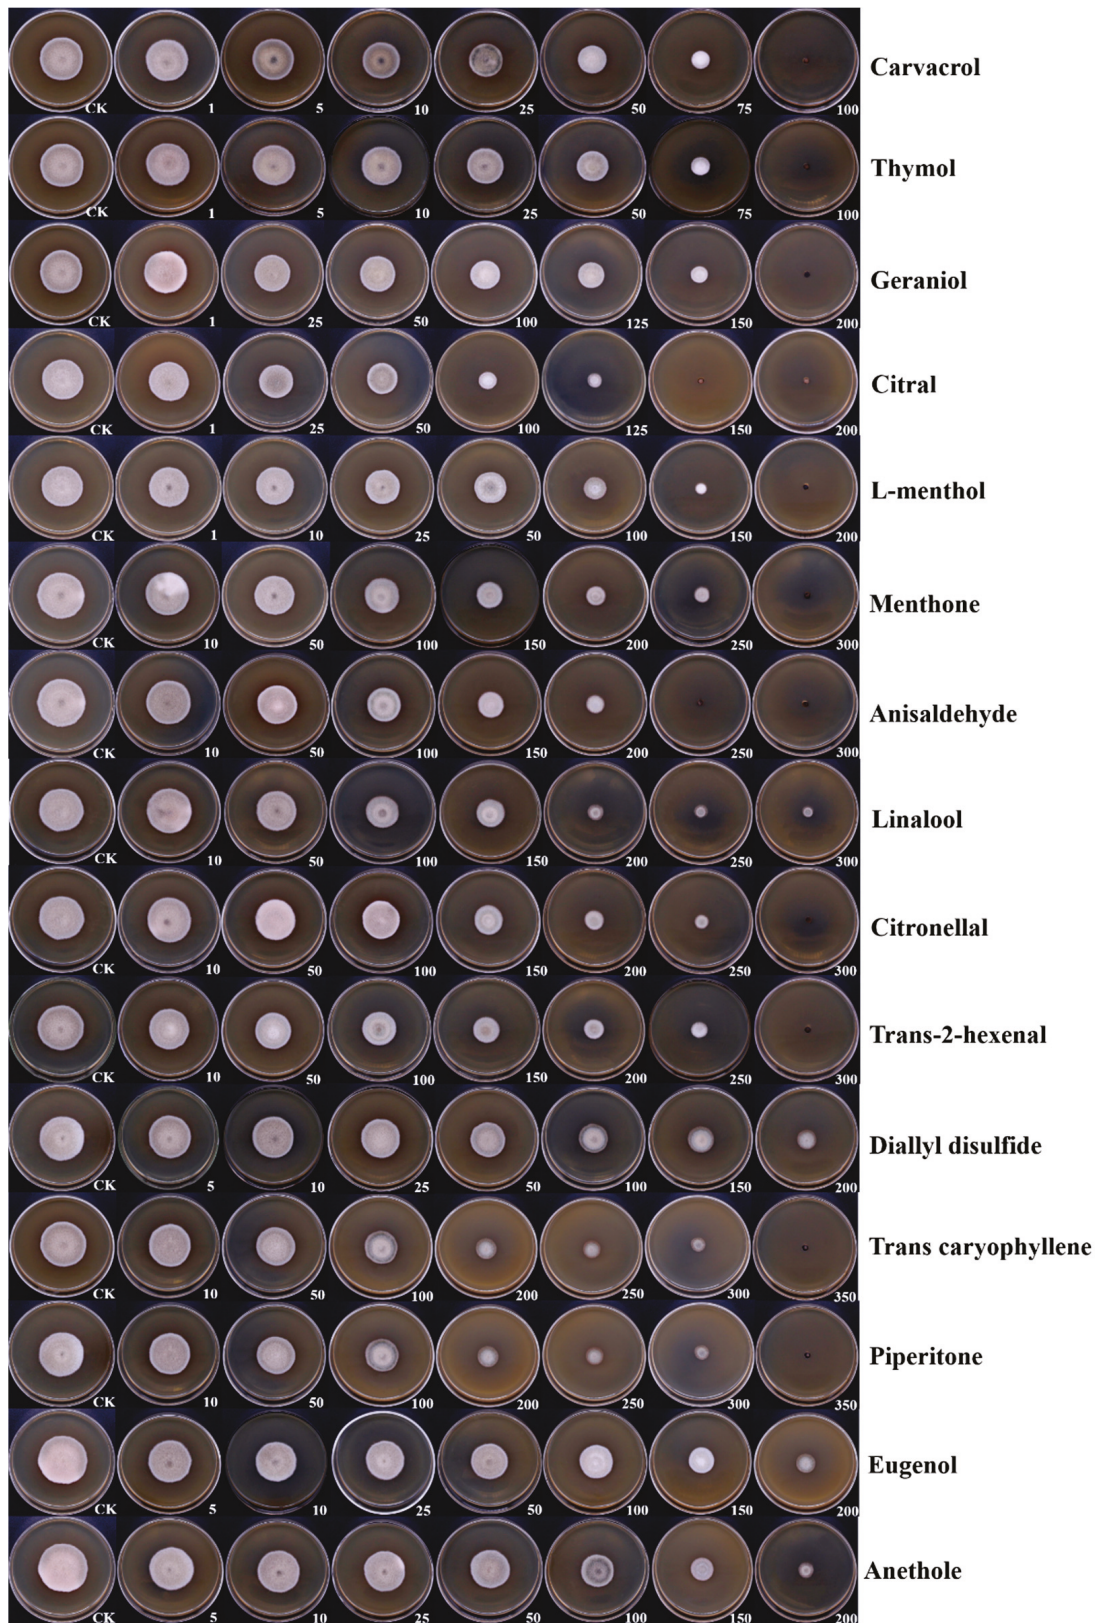 CK 1 5 10 25 50 75 100 Carvacrol
CK 1 5 10 25 50 75 100 Thymol
CK 1 25 50 100 125 150 200 Geraniol
CK 1 25 50 100 125 150 200 Citral
CK 1 10 25 50 100 150 200 L-menthol
CK 10 50 100 150 200 250 300 Menthone
CK 10 50 100 150 200 250 300 Anisaldehyde
CK 10 50 100 150 200 250 300 Linalool
CK 10 50 100 150 200 250 300 Citronellal
CK 10 50 100 150 200 250 300 Trans-2-hexenal
CK 5 10 25 50 100 150 200 Diallyl disulfide
CK 10 50 100 200 250 300 350 Trans caryophyllene
CK 10 50 100 200 250 300 350 Piperitone
CK 5 10 25 50 100 150 200 Eugenol
CK 5 10 25 50 100 150 200 Anethole